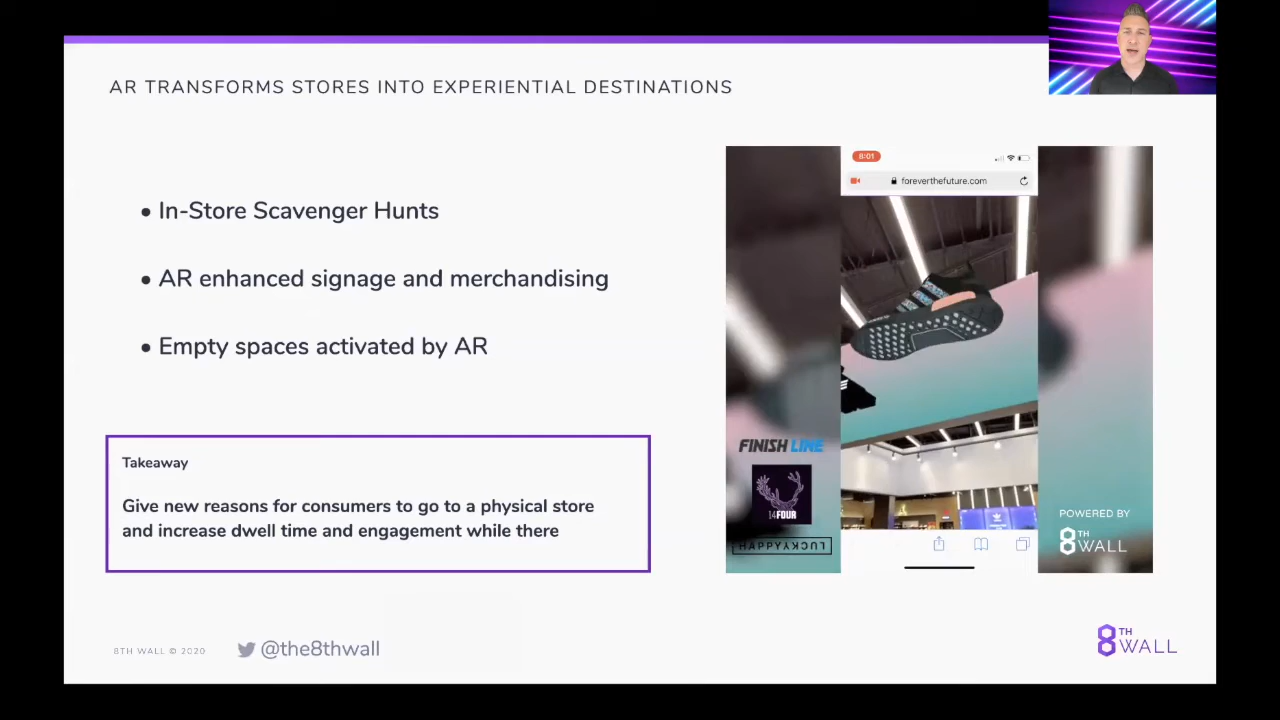 AR TRANSFORMS STORES INTO EXPERIENTIAL DESTINATIONS
• In-Store Scavenger Hunts
• AR enhanced signage and merchandising
• Empty spaces activated by AR
Takeaway
Give new reasons for consumers to go to a physical store
and increase dwell time and engagement while there
8:01
foreverthefuture.com
FINISH LINE
14FOUR
HAPPYLUCKY
POWERED BY
8TH WALL
8TH WALL © 2020
@the8thwall
8TH WALL